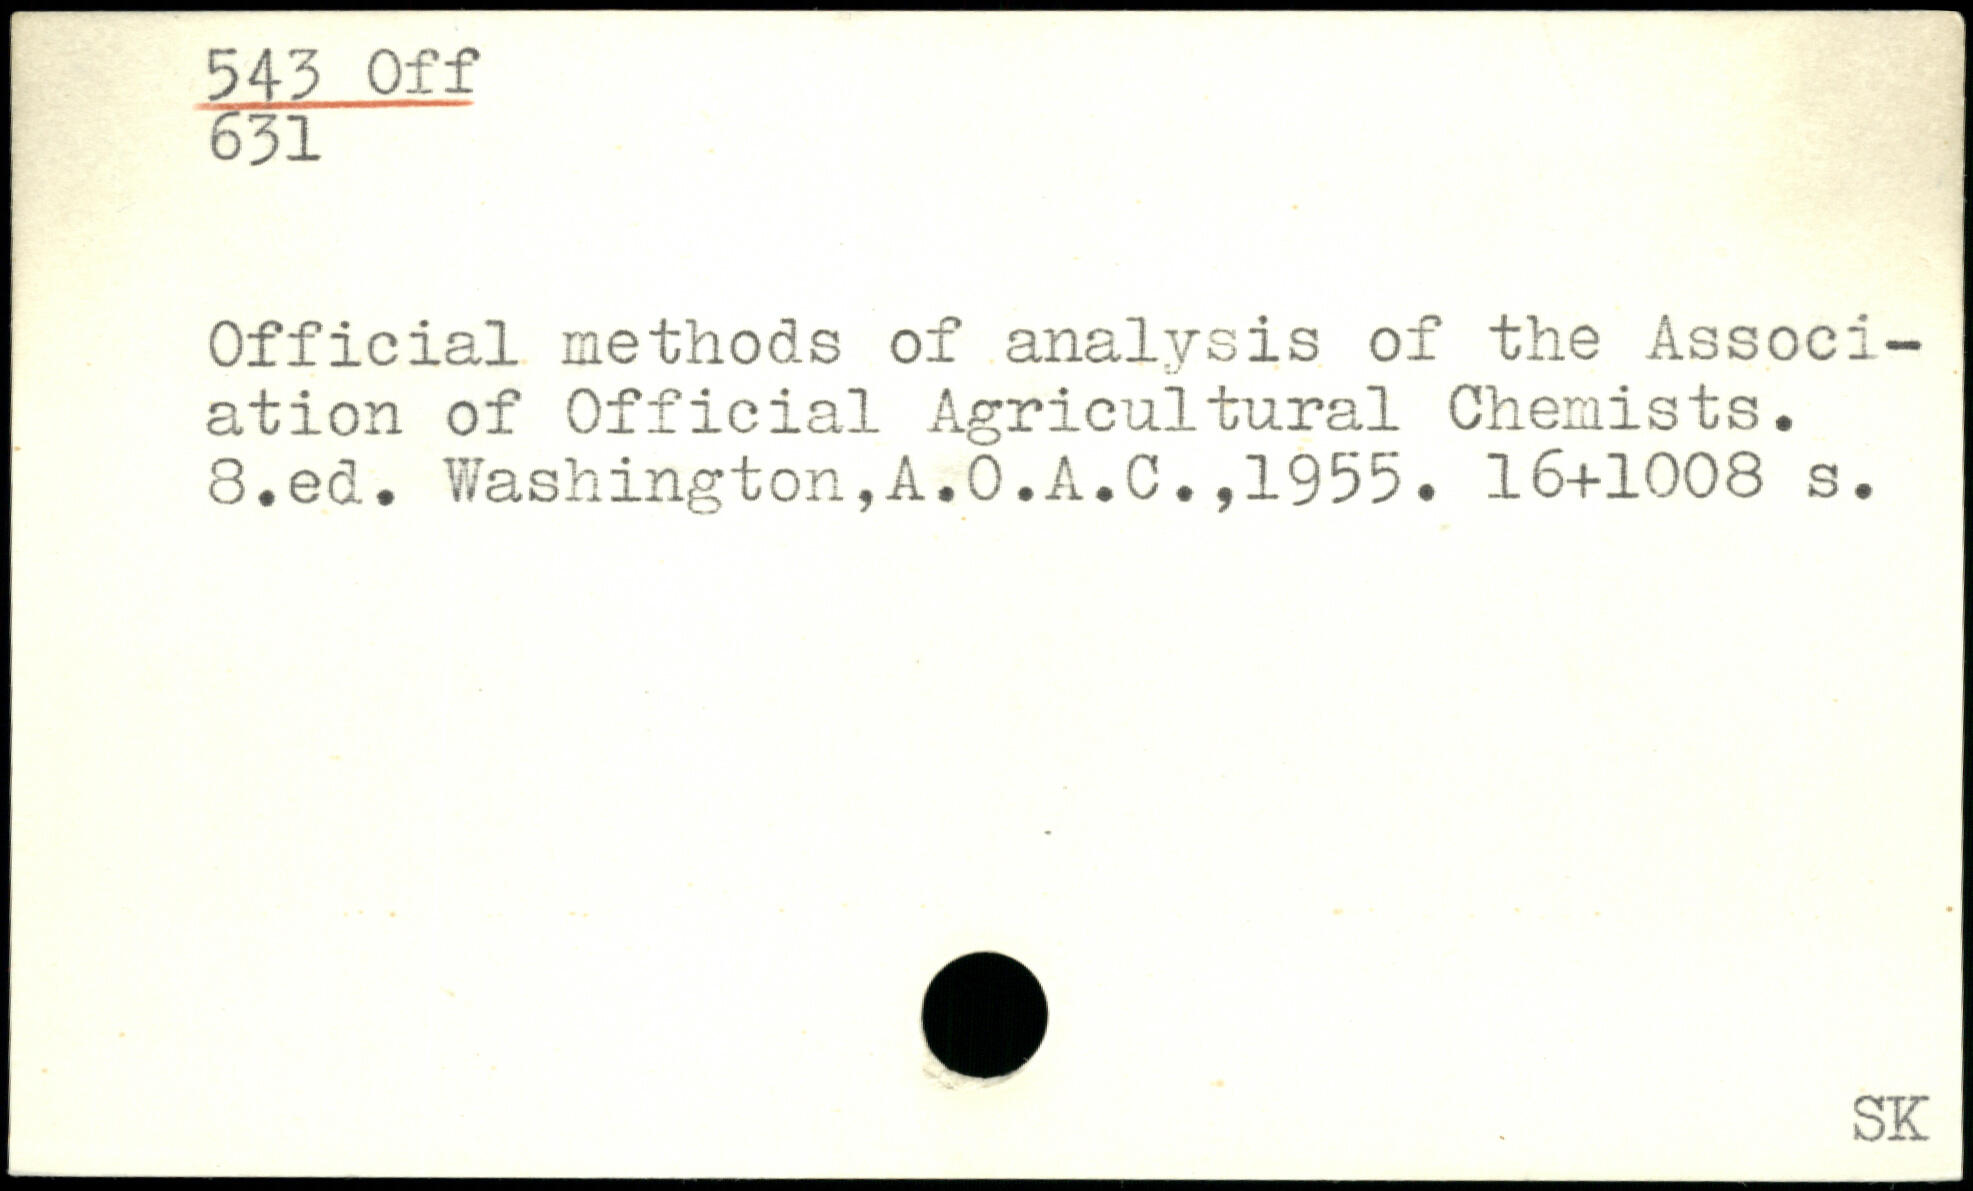 543 Off
631
Official methods of analysis of the Associ-
ation of Official Agricultural Chemists.
8.ed. Washington,A.O.A.C.,1955. 16+1008 s.
SK